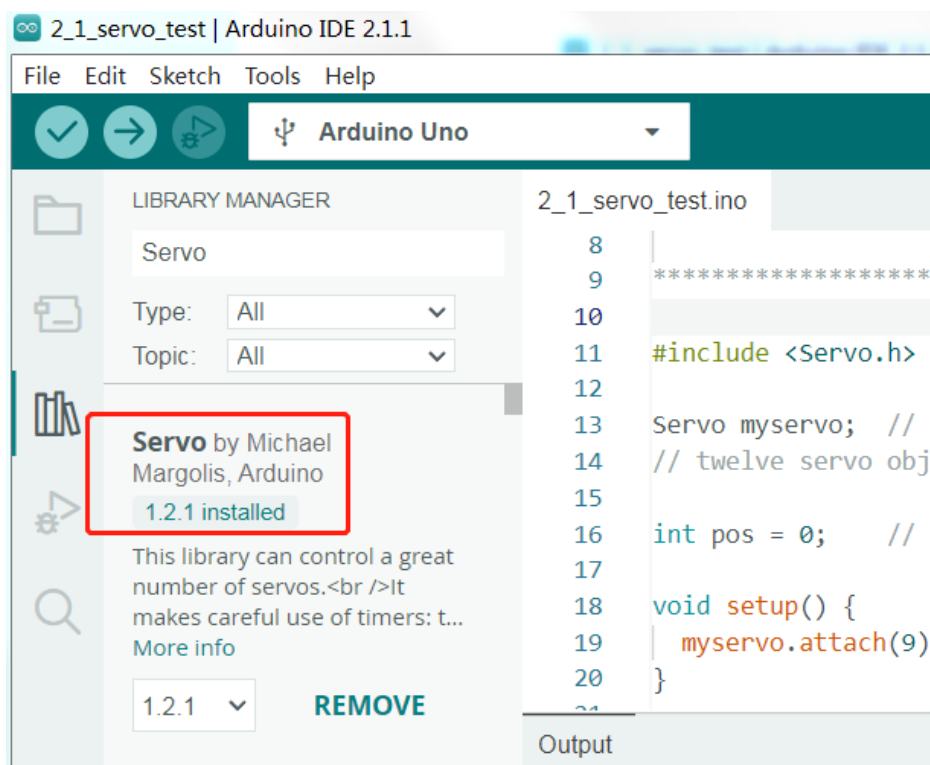 2_1_servo_test | Arduino IDE 2.1.1
File Edit Sketch Tools Help
Arduino Uno
LIBRARY MANAGER
Servo
Type: All
Topic: All
Servo by Michael
Margolis, Arduino
1.2.1 installed
This library can control a great
number of servos.<br />It
makes careful use of timers: t...
More info
1.2.1
REMOVE
2_1_servo_test.ino
8
9 *******************
10
11 #include <Servo.h>
12
13 Servo myservo; //
14 // twelve servo obj
15
16 int pos = 0; //
17
18 void setup() {
19 myservo.attach(9)
20 }
Output